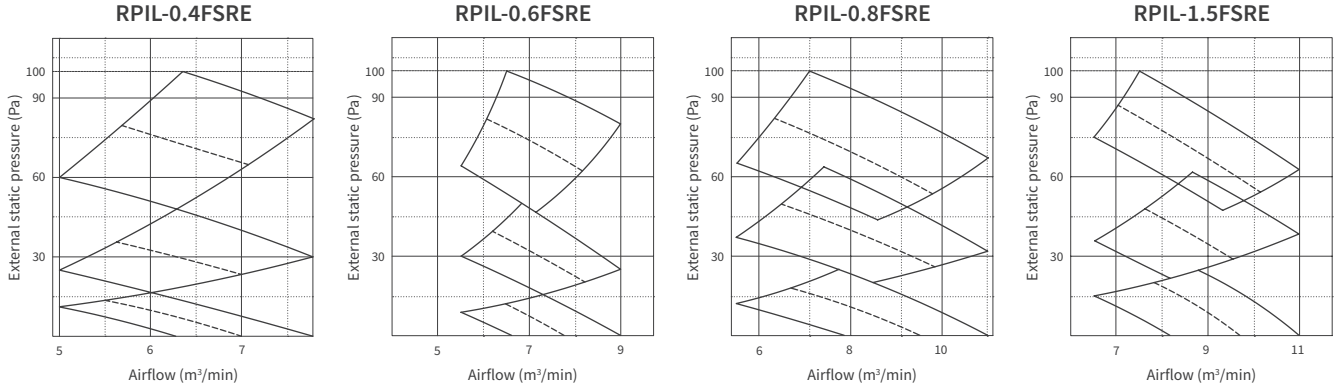 RPIL-0.4FSRE
External static pressure (Pa)
100
90
60
30
5 6 7
Airflow (m³/min)
RPIL-0.6FSRE
External static pressure (Pa)
100
90
60
30
5 7 9
Airflow (m³/min)
RPIL-0.8FSRE
External static pressure (Pa)
100
90
60
30
6 8 10
Airflow (m³/min)
RPIL-1.5FSRE
External static pressure (Pa)
100
90
60
30
7 9 11
Airflow (m³/min)